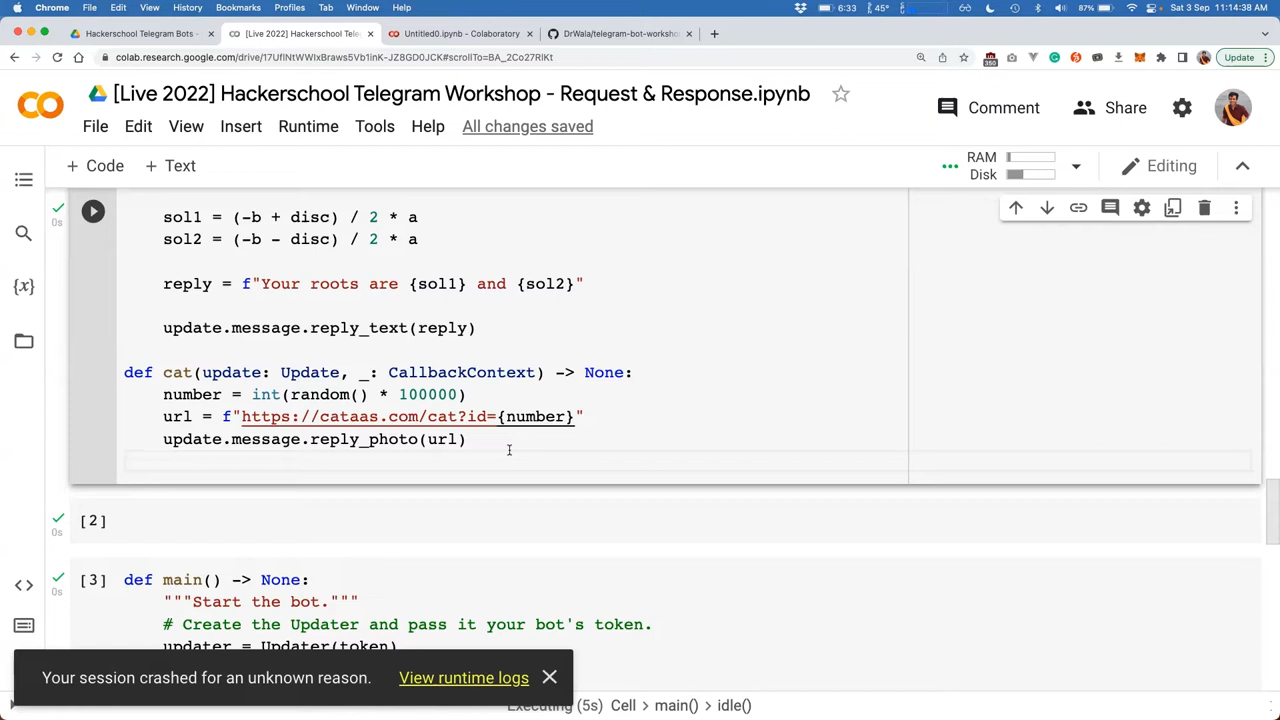 Chrome File Edit View History Bookmarks Profiles Tab Window Help 6:33 45° 87% Sat 3 Sep 11:14:38 AM
Hackerschool Telegram Bots - [Live 2022] Hackerschool Tele Untitled0.ipynb - Colaboratory DrWala/telegram-bot-worksho
colab.research.google.com/drive/17UflNtWWIxBraws5Vb1inK-JZ8GD0JCK#scrollTo=BA_2Co27RlKt 350 Update
[Live 2022] Hackerschool Telegram Workshop - Request & Response.ipynb
Comment Share
File Edit View Insert Runtime Tools Help All changes saved
+ Code + Text RAM Disk Editing
sol1 = (-b + disc) / 2 * a
0s
sol2 = (-b - disc) / 2 * a
reply = f"Your roots are {sol1} and {sol2}"
{x}
update.message.reply_text(reply)
def cat(update: Update, _: CallbackContext) -> None:
number = int(random() * 100000)
url = f"https://cataas.com/cat?id={number}"
update.message.reply_photo(url)
[2]
0s
[3] def main() -> None:
0s
"""Start the bot."""
# Create the Updater and pass it your bot's token.
updater = Updater(token)
Your session crashed for an unknown reason. View runtime logs
Executing (5s) Cell > main() > idle()